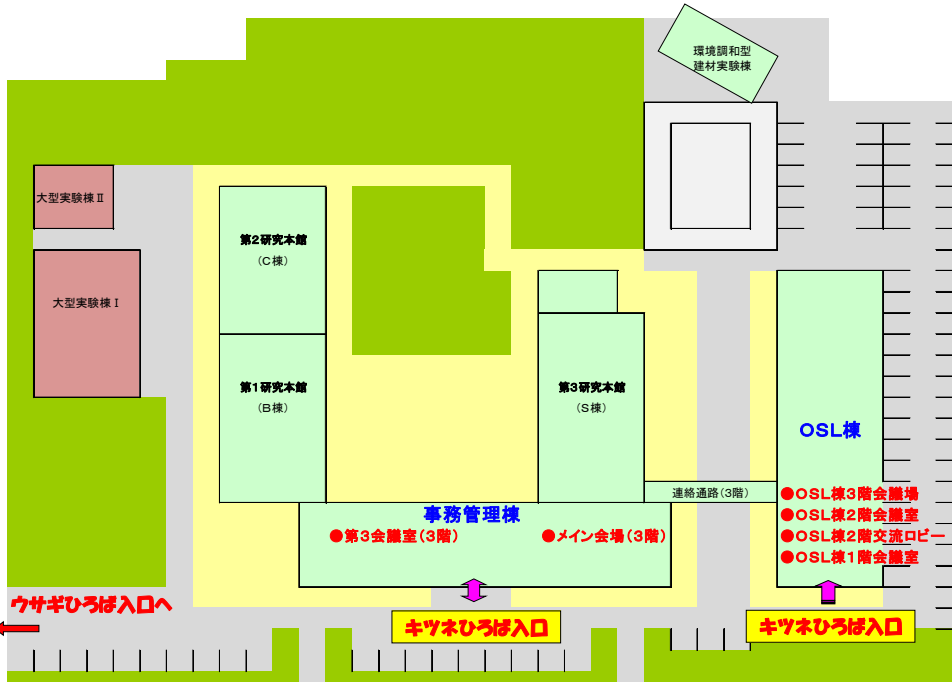 環境調和型
建材実験棟
大型実験棟Ⅱ
第2研究本館
(C棟)
大型実験棟Ⅰ
第1研究本館
(B棟)
第3研究本館
(S棟)
OSL棟
連絡通路(3階)
●OSL棟3階会議場
●OSL棟2階会議室
●OSL棟2階交流ロビー
●OSL棟1階会議室
事務管理棟
●第3会議室(3階)
●メイン会場(3階)
ウサギひろば入口へ
キツネひろば入口
キツネひろば入口